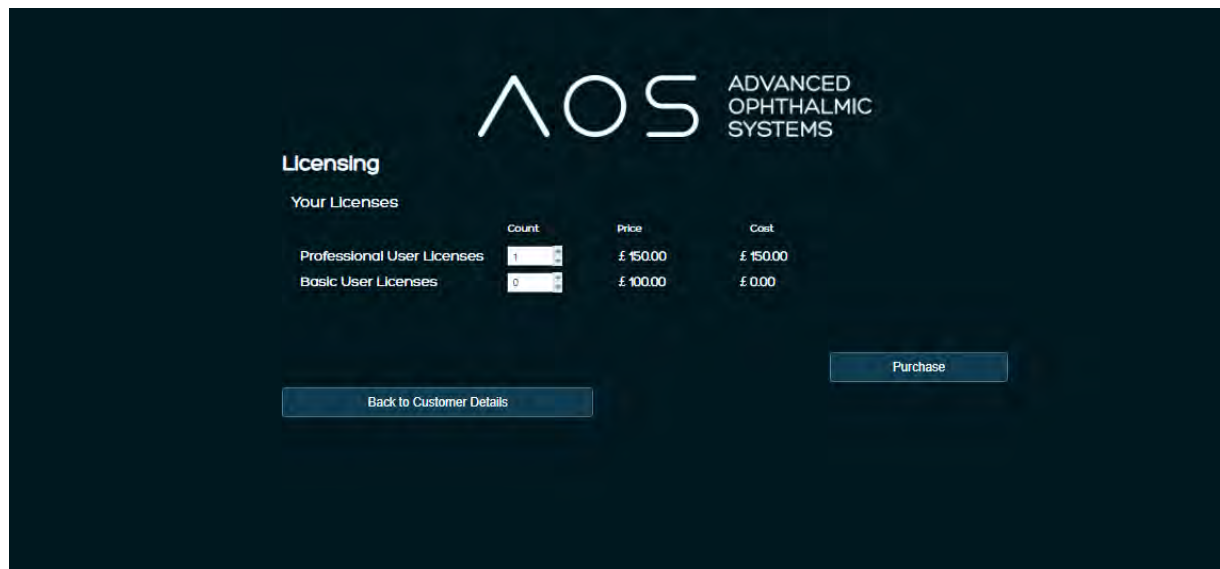 AOS
ADVANCED
OPHTHALMIC
SYSTEMS
Licensing
Your Licenses
Count Price Cost
Professional User Licenses 1 £ 150.00 £ 150.00
Basic User Licenses 0 £ 100.00 £ 0.00
Purchase
Back to Customer Details